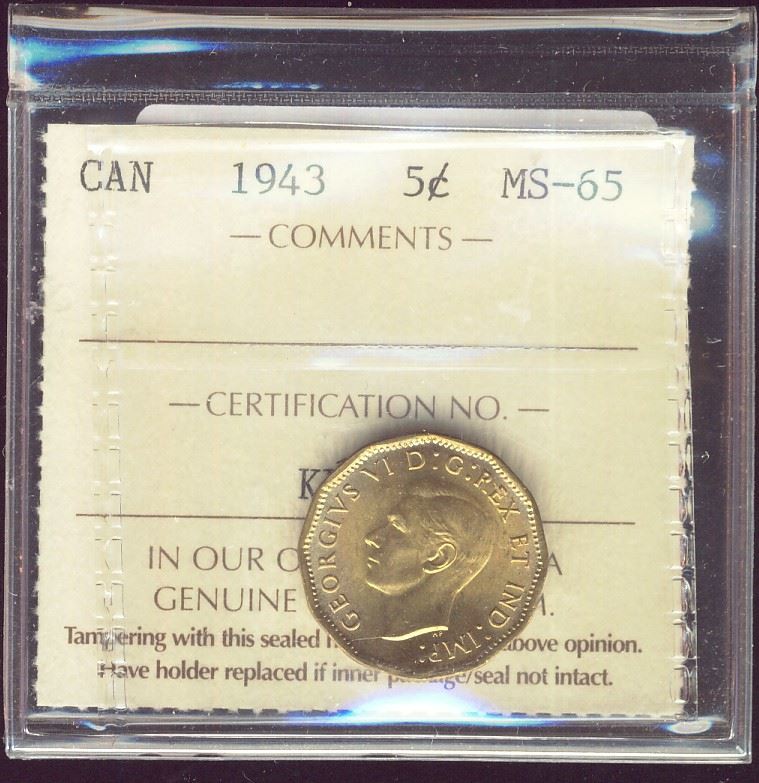 CAN 1943 5¢ MS-65
— COMMENTS —
— CERTIFICATION NO. —
GEORGIVS VI D:G:REX ET IND:IMP:
IN OUR
GENUINE
Tampering with this sealed above opinion.
Have holder replaced if inner package/seal not intact.